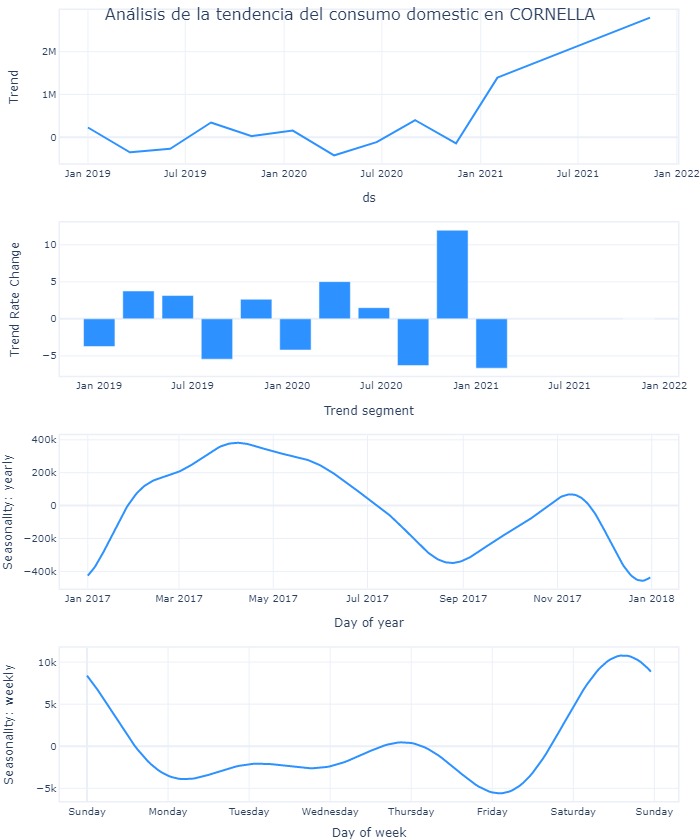 Análisis de la tendencia del consumo domestic en CORNELLA
2M
1M
0
Trend
Jan 2019 Jul 2019 Jan 2020 Jul 2020 Jan 2021 Jul 2021 Jan 2022
ds
10
5
0
−5
Trend Rate Change
Jan 2019 Jul 2019 Jan 2020 Jul 2020 Jan 2021 Jul 2021 Jan 2022
Trend segment
400k
200k
0
−200k
−400k
Seasonality: yearly
Jan 2017 Mar 2017 May 2017 Jul 2017 Sep 2017 Nov 2017 Jan 2018
Day of year
10k
5k
0
−5k
Seasonality: weekly
Sunday Monday Tuesday Wednesday Thursday Friday Saturday Sunday
Day of week